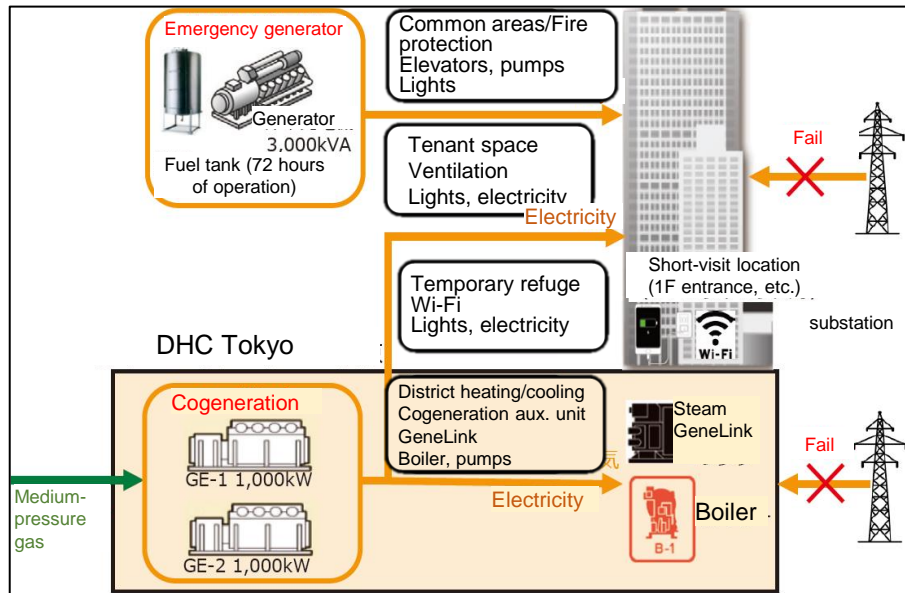 Emergency generator
Generator
3,000kVA
Fuel tank (72 hours
of operation)
Common areas/Fire
protection
Elevators, pumps
Lights
Tenant space
Ventilation
Lights, electricity
Electricity
Fail
Temporary refuge
Wi-Fi
Lights, electricity
Short-visit location
(1F entrance, etc.)
Wi-Fi
substation
DHC Tokyo
Cogeneration
GE-1 1,000kW
GE-2 1,000kW
Medium-
pressure
gas
District heating/cooling
Cogeneration aux. unit
GeneLink
Boiler, pumps
気
Electricity
Steam
GeneLink
Boiler
B-1
Fail